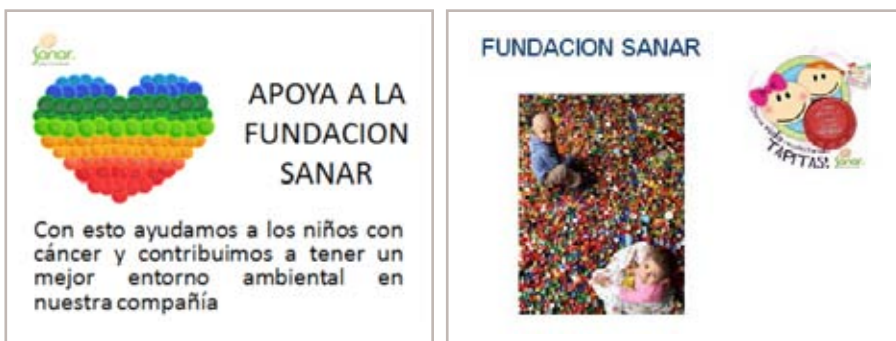 Sanar.
APOYA A LA
FUNDACION
SANAR
Con esto ayudamos a los niños con
cáncer y contribuimos a tener un
mejor entorno ambiental en
nuestra compañía
FUNDACION SANAR
TAPITAS!
Sanar.